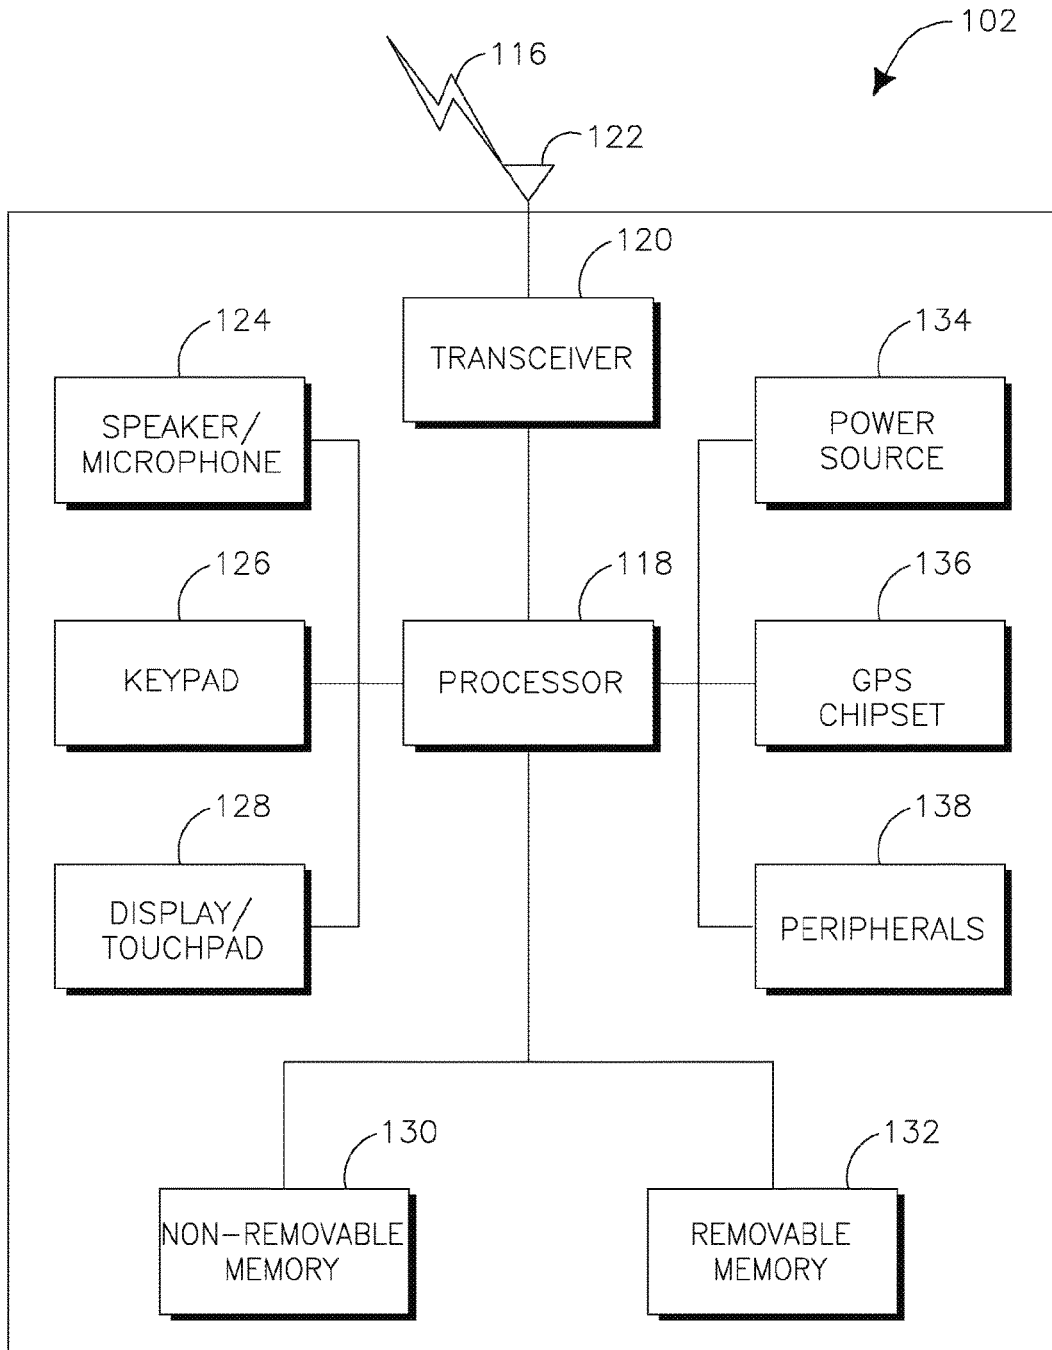 102
116
122
120
TRANSCEIVER
124
SPEAKER/
MICROPHONE
134
POWER
SOURCE
126
KEYPAD
118
PROCESSOR
136
GPS
CHIPSET
128
DISPLAY/
TOUCHPAD
138
PERIPHERALS
130
NON-REMOVABLE
MEMORY
132
REMOVABLE
MEMORY